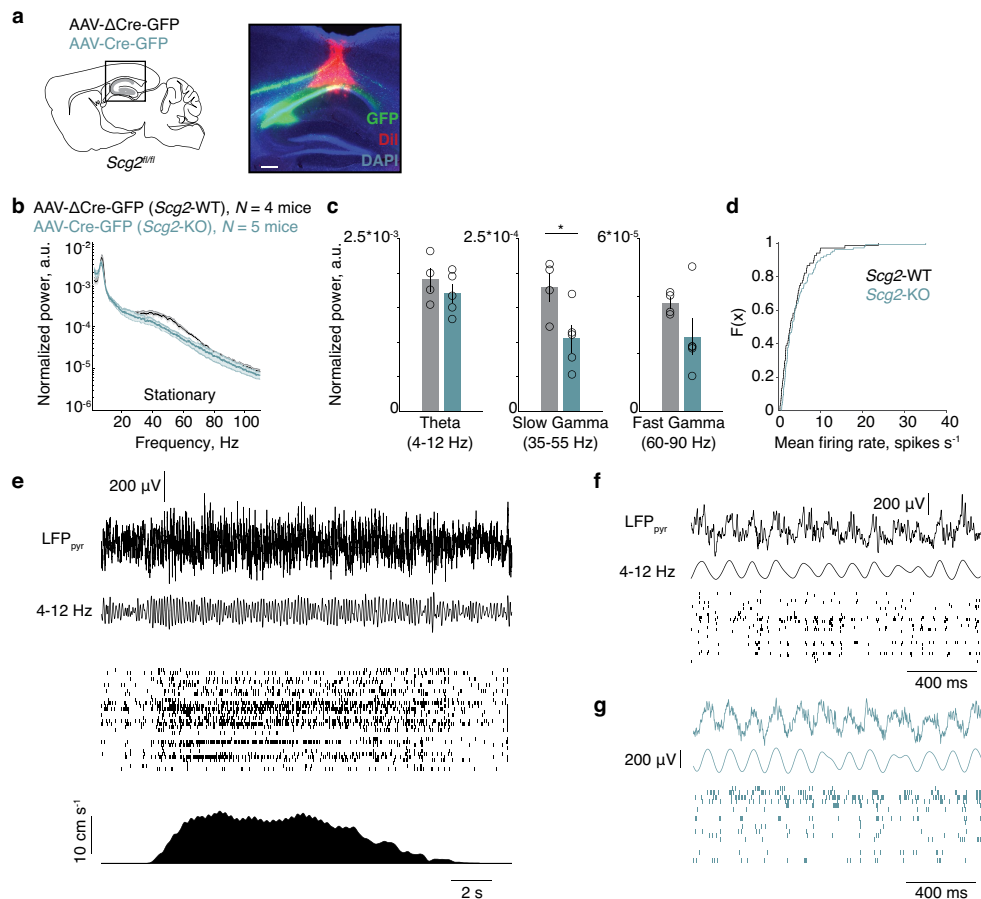 a
AAV-ΔCre-GFP
AAV-Cre-GFP
Scg2fl/fl
GFP
DiI
DAPI
b
AAV-ΔCre-GFP (Scg2-WT), N = 4 mice
AAV-Cre-GFP (Scg2-KO), N = 5 mice
Normalized power, a.u.
10-2
10-3
10-4
10-5
10-6
Stationary
20 40 60 80 100
Frequency, Hz
c
Normalized power, a.u.
2.5*10-3
0
Theta
(4-12 Hz)
2.5*10-4
*
0
Slow Gamma
(35-55 Hz)
6*10-5
0
Fast Gamma
(60-90 Hz)
d
F(x)
1
0.8
0.6
0.4
0.2
0
Scg2-WT
Scg2-KO
0 10 20 30 40
Mean firing rate, spikes s-1
e
200 µV
LFPpyr
4-12 Hz
10 cm s-1
2 s
f
200 µV
LFPpyr
4-12 Hz
400 ms
g
200 µV
400 ms